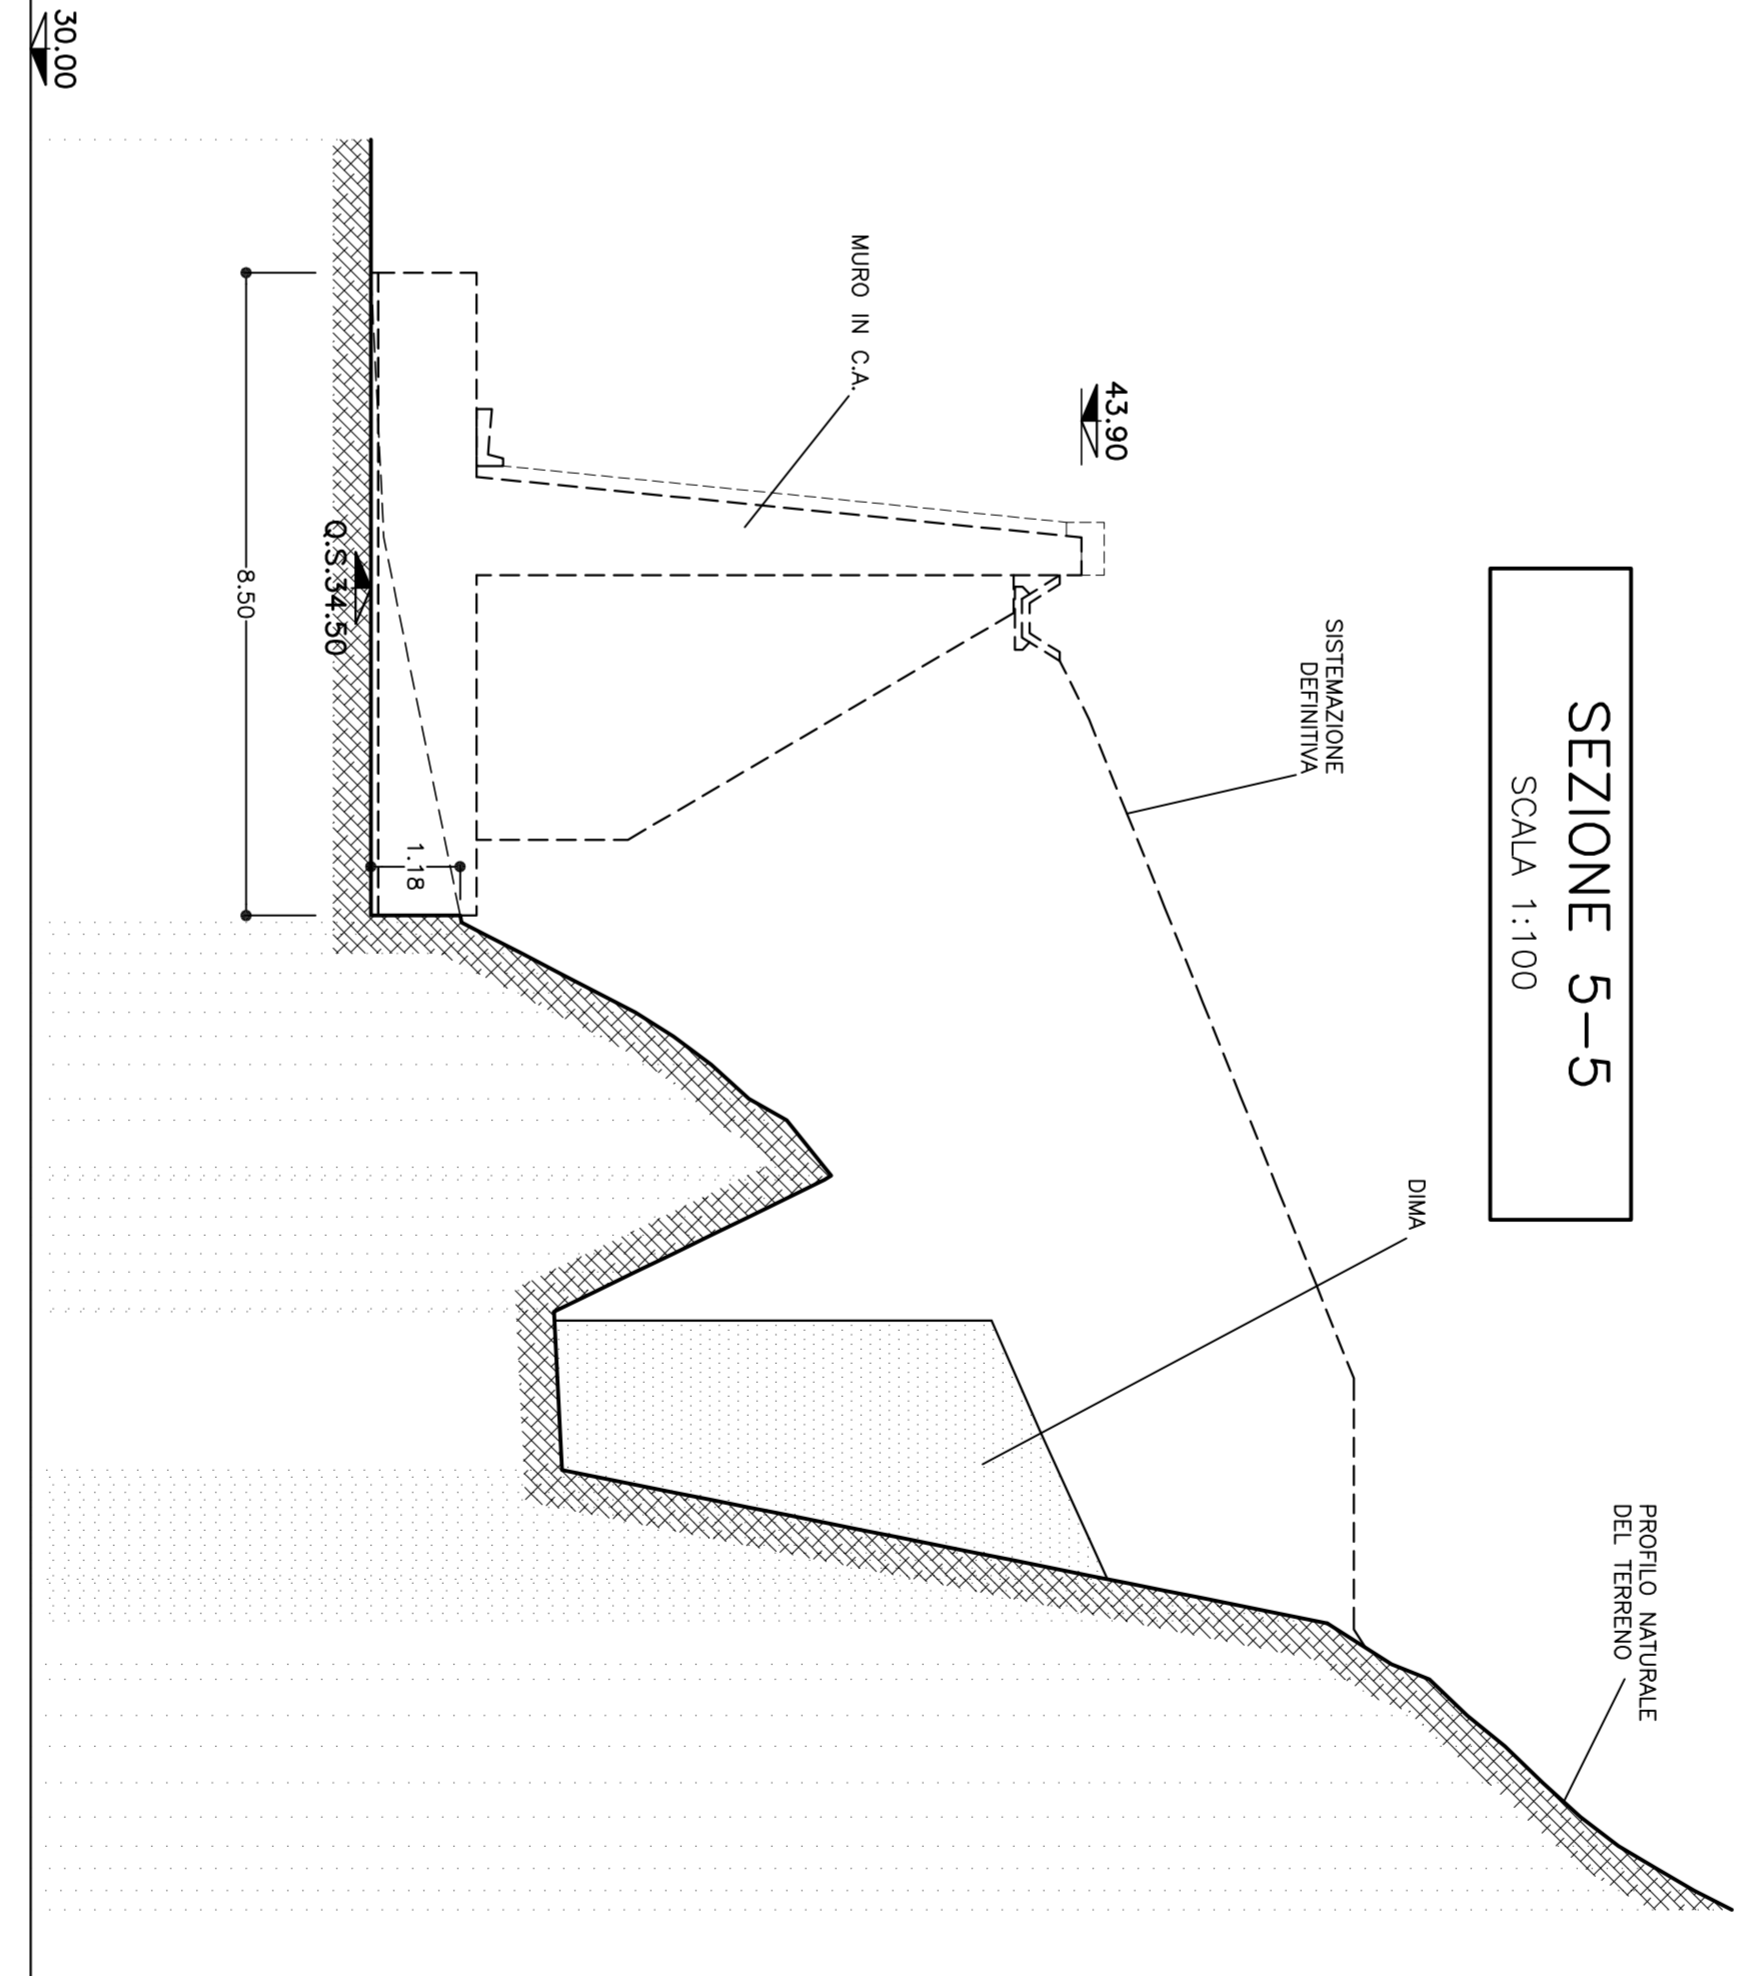 SEZIONE 5-5
SCALA 1:100
PROFILO NATURALE
DEL TERRENO
DIMA
SISTEMAZIONE
DEFINITIVA
43.90
MURO IN C.A.
1.18
Q.S.34.50
8.50
30.00